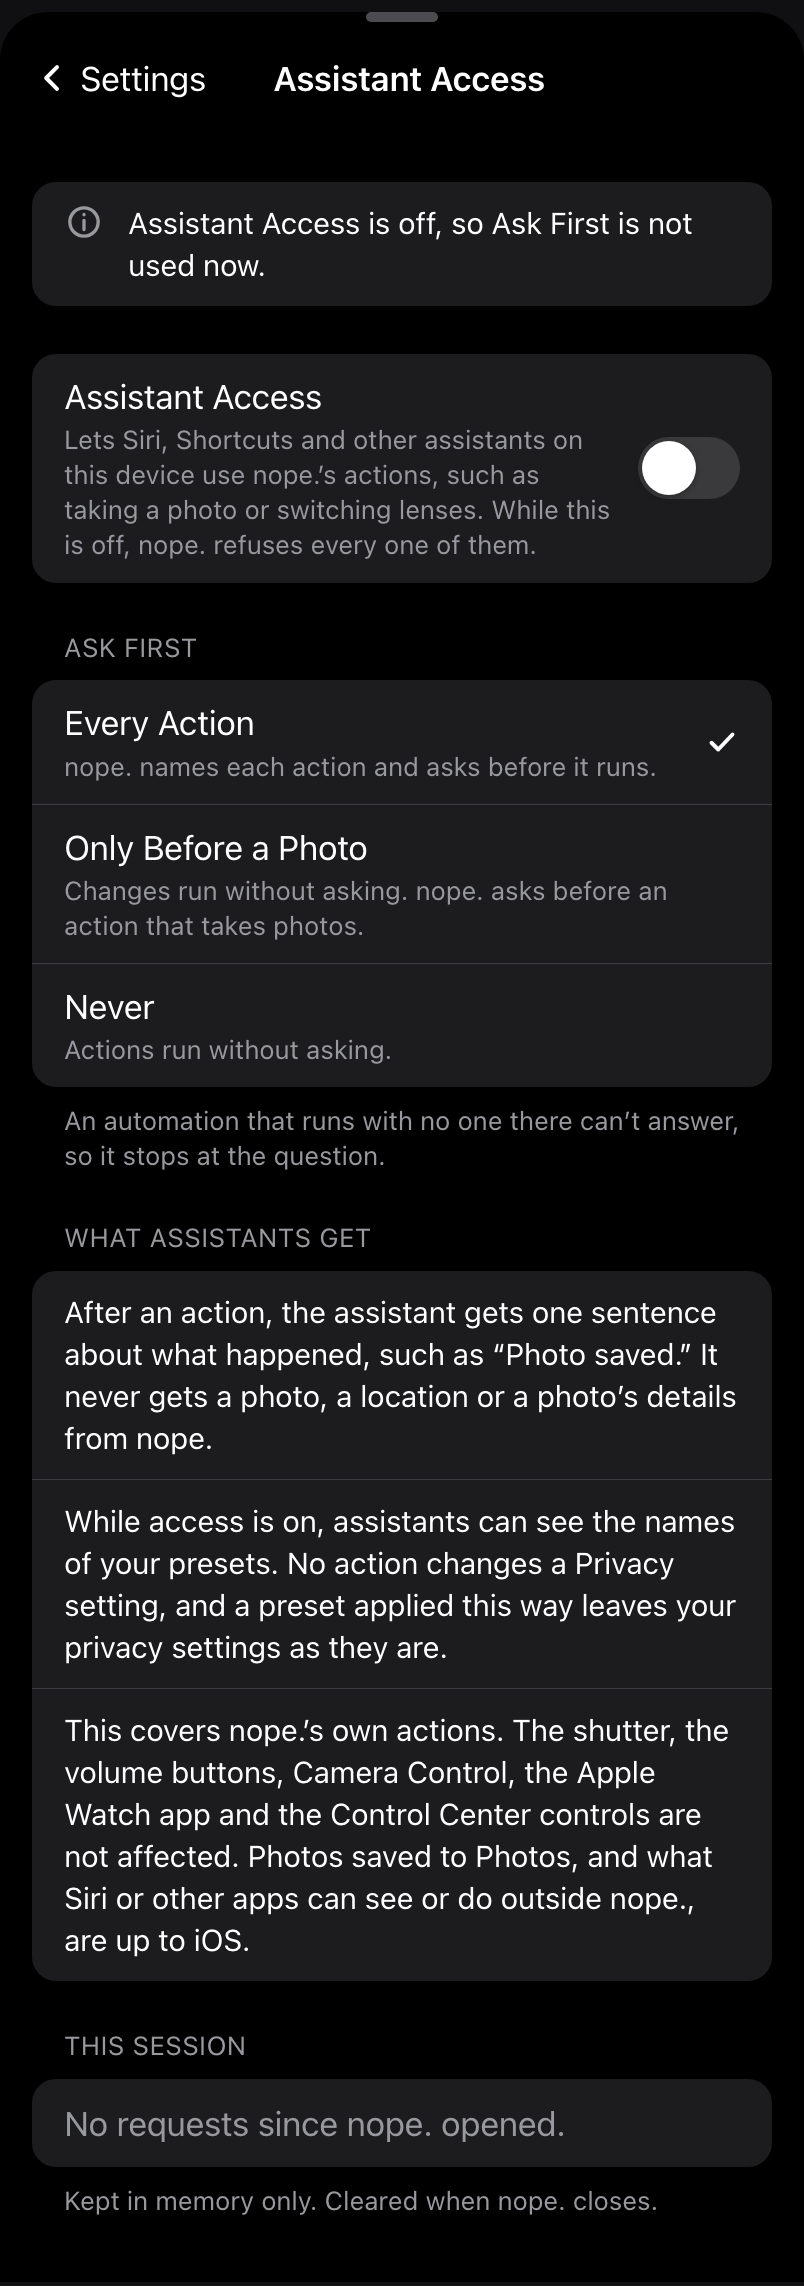 Settings
Assistant Access
Assistant Access is off, so Ask First is not
used now.
Assistant Access
Lets Siri, Shortcuts and other assistants on
this device use nope.’s actions, such as
taking a photo or switching lenses. While this
is off, nope. refuses every one of them.
ASK FIRST
Every Action
nope. names each action and asks before it runs.
Only Before a Photo
Changes run without asking. nope. asks before an
action that takes photos.
Never
Actions run without asking.
An automation that runs with no one there can’t answer,
so it stops at the question.
WHAT ASSISTANTS GET
After an action, the assistant gets one sentence
about what happened, such as “Photo saved.” It
never gets a photo, a location or a photo’s details
from nope.
While access is on, assistants can see the names
of your presets. No action changes a Privacy
setting, and a preset applied this way leaves your
privacy settings as they are.
This covers nope.’s own actions. The shutter, the
volume buttons, Camera Control, the Apple
Watch app and the Control Center controls are
not affected. Photos saved to Photos, and what
Siri or other apps can see or do outside nope.,
are up to iOS.
THIS SESSION
No requests since nope. opened.
Kept in memory only. Cleared when nope. closes.